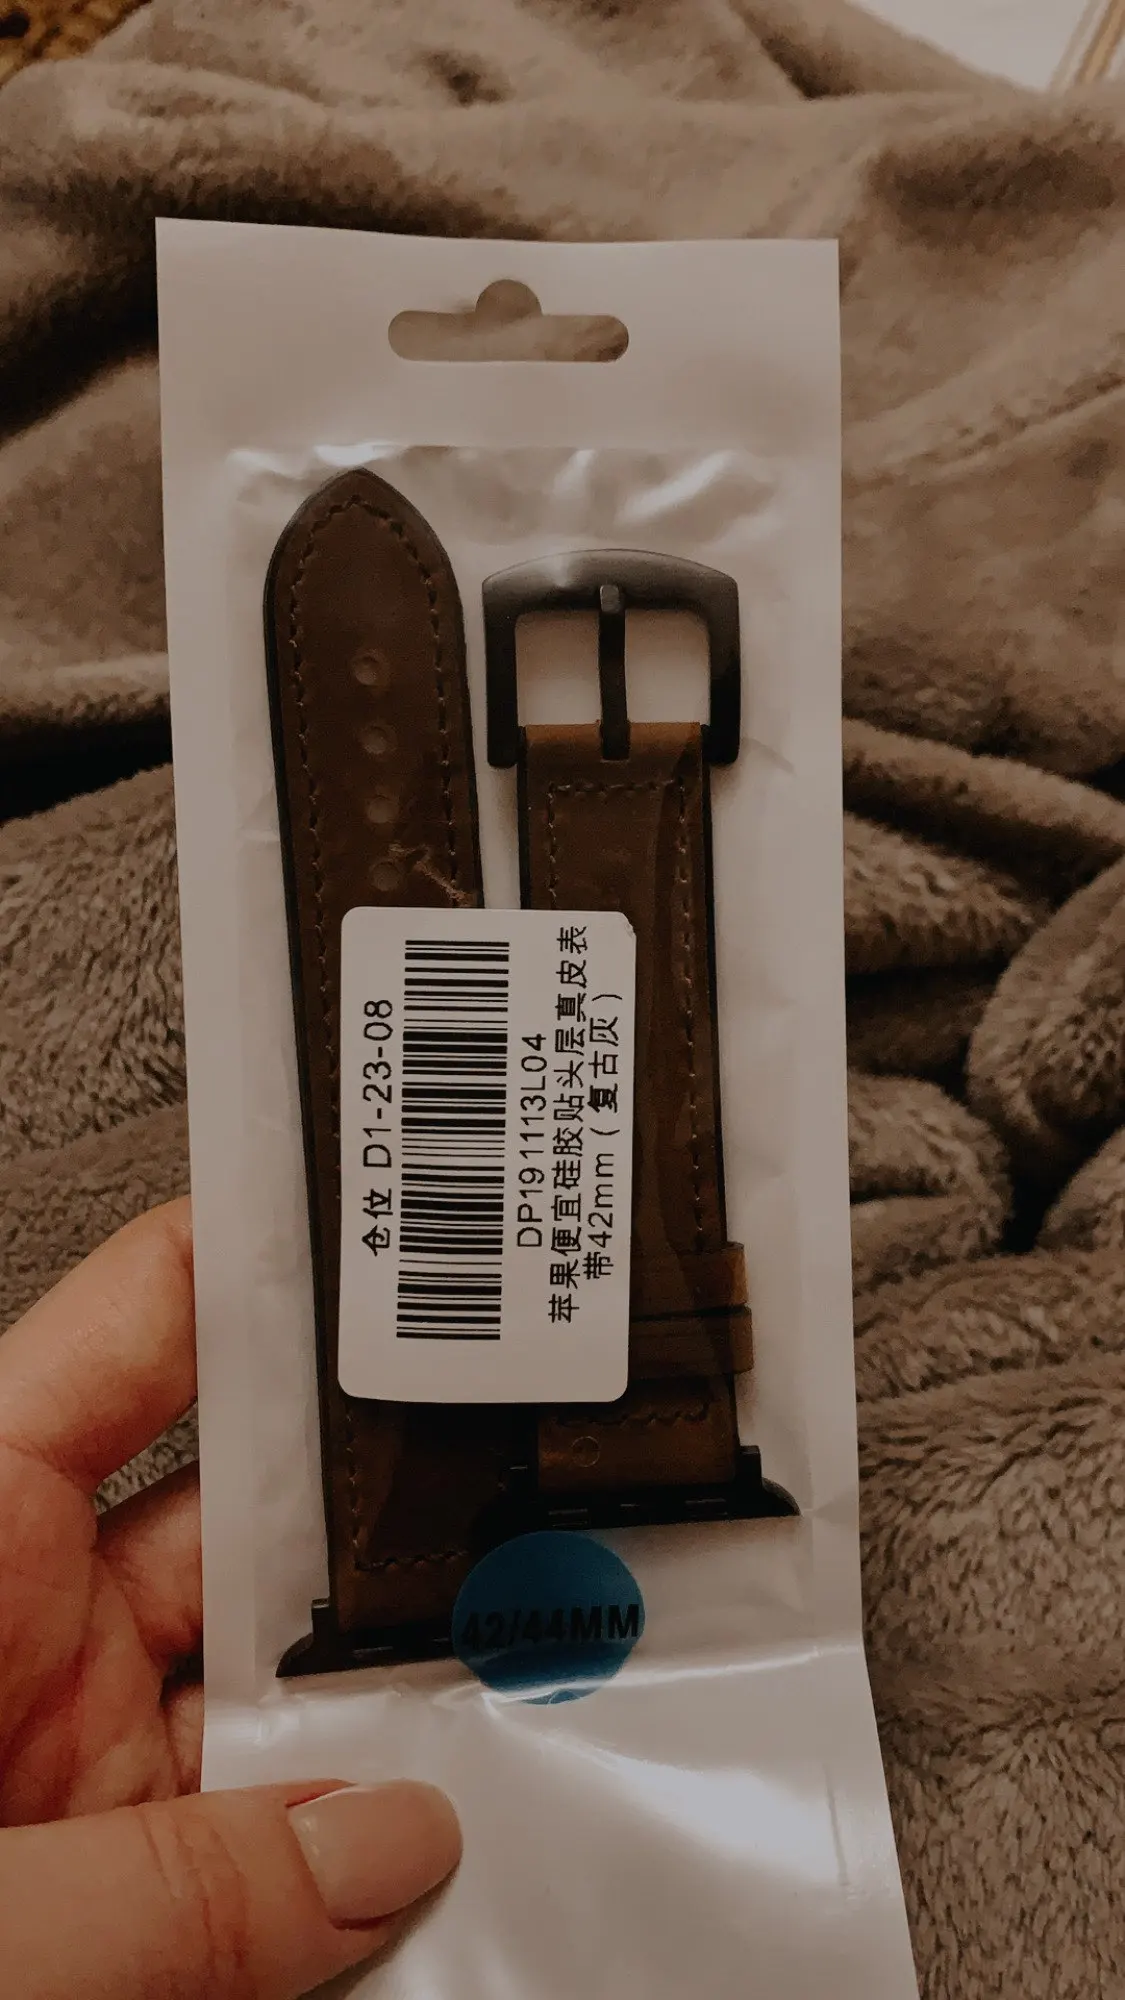 仓位 D1-23-08
DP191113L04
苹果便宜硅胶贴头层真皮表
带42mm（复古灰）
42/44MM